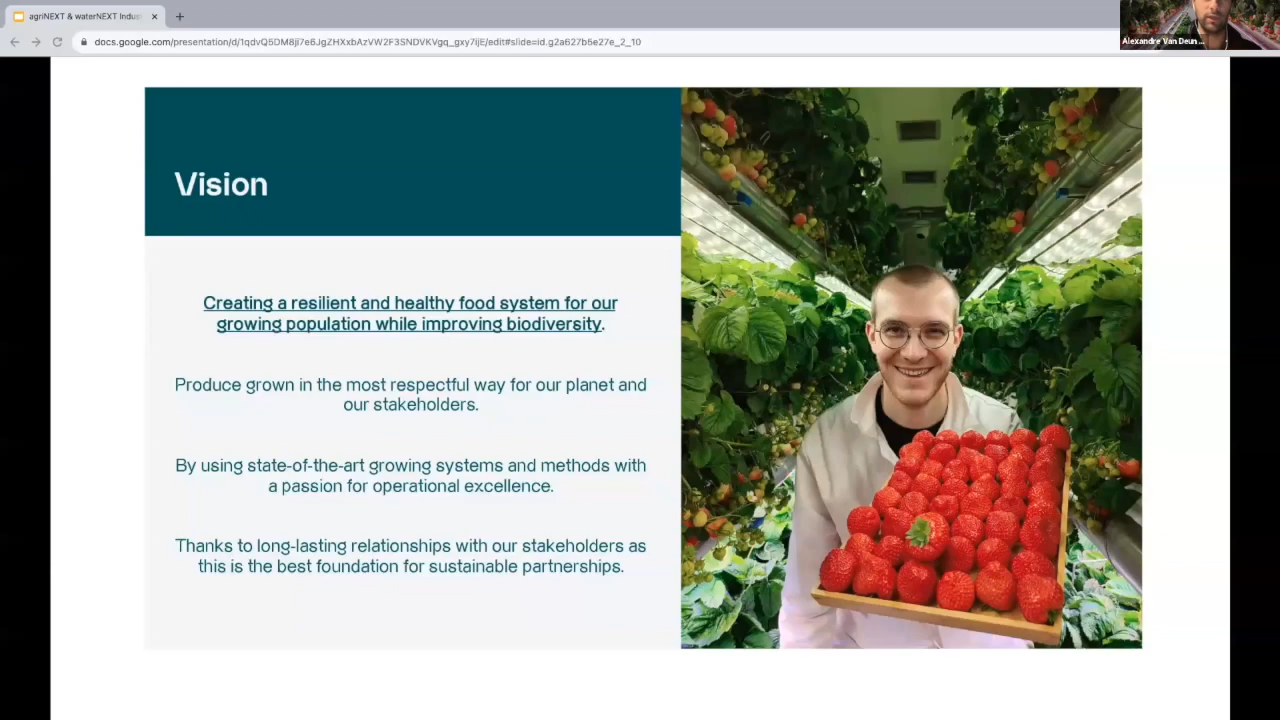 agriNEXT & waterNEXT Indus
docs.google.com/presentation/d/1qdvQ5DM8ji7e6JgZHXxbAzVW2F3SNDVKVgq_gxy7ijE/edit#slide=id.g2a627b5e27e_2_10
Alexandre Van Deun ...
Vision
Creating a resilient and healthy food system for our
growing population while improving biodiversity.
Produce grown in the most respectful way for our planet and
our stakeholders.
By using state-of-the-art growing systems and methods with
a passion for operational excellence.
Thanks to long-lasting relationships with our stakeholders as
this is the best foundation for sustainable partnerships.